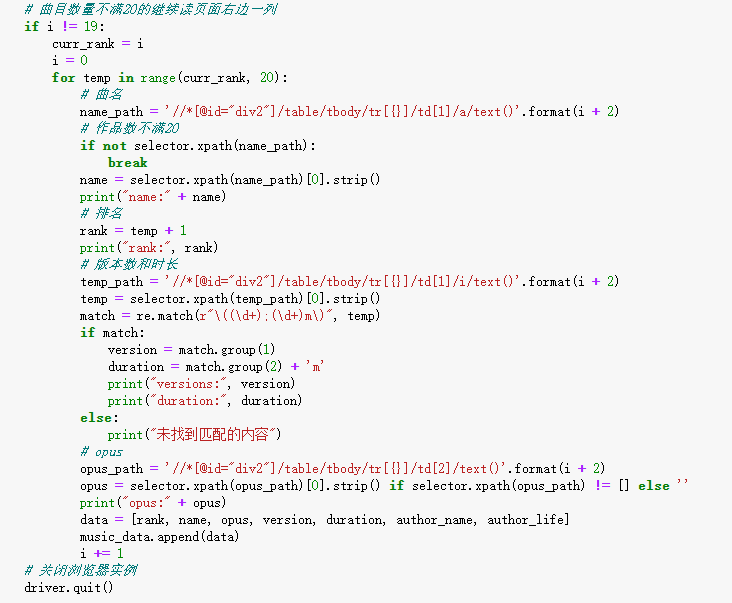 # 曲目数量不满20的继续读页面右边一列
if i != 19:
    curr_rank = i
    i = 0
    for temp in range(curr_rank, 20):
        # 曲名
        name_path = '//*[@id="div2"]/table/tbody/tr[{}]/td[1]/a/text()'.format(i + 2)
        # 作品数不满20
        if not selector.xpath(name_path):
            break
        name = selector.xpath(name_path)[0].strip()
        print("name:" + name)
        # 排名
        rank = temp + 1
        print("rank:", rank)
        # 版本数和时长
        temp_path = '//*[@id="div2"]/table/tbody/tr[{}]/td[1]/i/text()'.format(i + 2)
        temp = selector.xpath(temp_path)[0].strip()
        match = re.match(r"\((\d+);(\d+)m\)", temp)
        if match:
            version = match.group(1)
            duration = match.group(2) + 'm'
            print("versions:", version)
            print("duration:", duration)
        else:
            print("未找到匹配的内容")
        # opus
        opus_path = '//*[@id="div2"]/table/tbody/tr[{}]/td[2]/text()'.format(i + 2)
        opus = selector.xpath(opus_path)[0].strip() if selector.xpath(opus_path) != [] else ''
        print("opus:" + opus)
        data = [rank, name, opus, version, duration, author_name, author_life]
        music_data.append(data)
        i += 1
# 关闭浏览器实例
driver.quit()